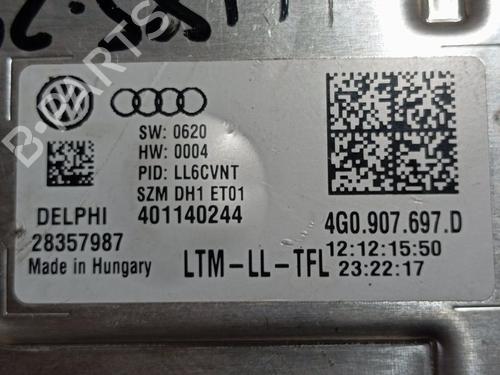 B-PARTS
SW: 0620
HW: 0004
PID: LL6CVNT
SZM DH1 ET01
DELPHI 401140244
28357987
Made in Hungary
LTM-LL-TFL
4G0.907.697.D
12:12:15:50
23:22:17